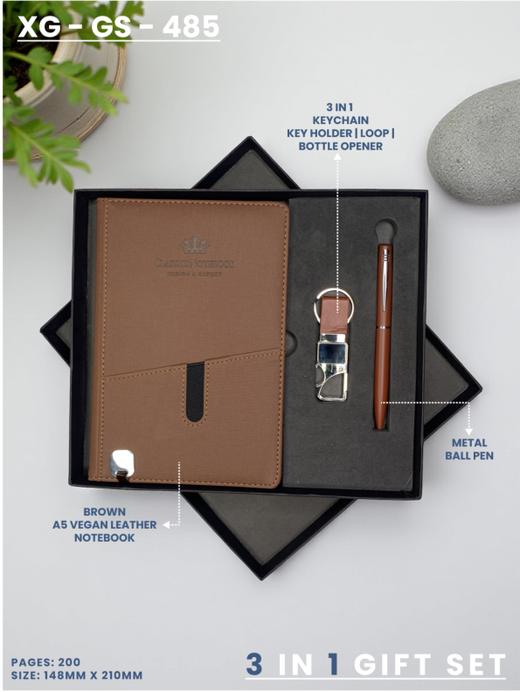 XG - GS - 485
3 IN 1
KEYCHAIN
KEY HOLDER | LOOP |
BOTTLE OPENER
METAL
BALL PEN
BROWN
A5 VEGAN LEATHER
NOTEBOOK
PAGES: 200
SIZE: 148MM X 210MM
3 IN 1 GIFT SET